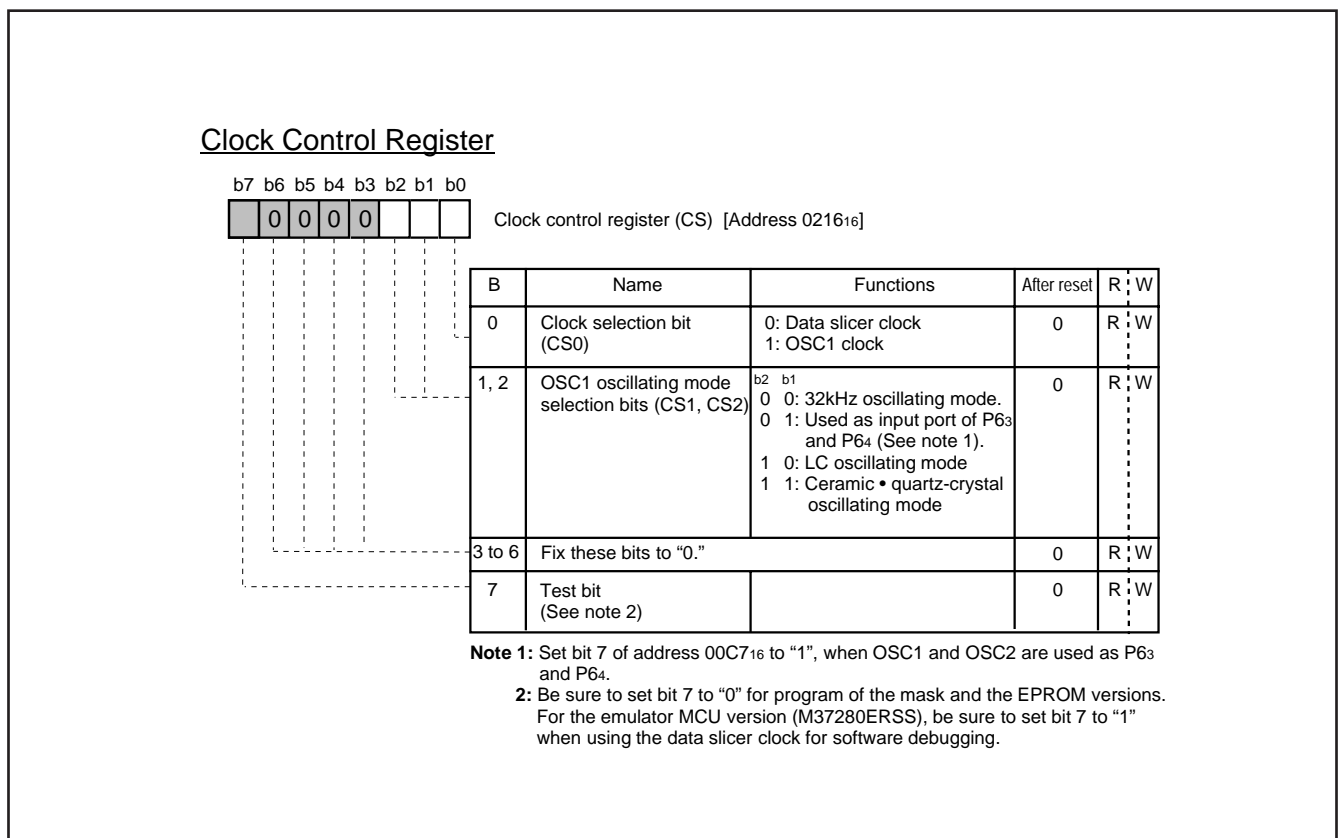 Clock Control Register
b7 b6 b5 b4 b3 b2 b1 b0
0 0 0 0
Clock control register (CS) [Address 021616]
B Name Functions After reset R W
0 Clock selection bit (CS0) 0: Data slicer clock 0 R W
1: OSC1 clock
1, 2 OSC1 oscillating mode selection bits (CS1, CS2) b2 b1 0 R W
0 0: 32kHz oscillating mode.
0 1: Used as input port of P63
and P64 (See note 1).
1 0: LC oscillating mode
1 1: Ceramic • quartz-crystal
oscillating mode
3 to 6 Fix these bits to “0.” 0 R W
7 Test bit 0 R W
(See note 2)
Note 1: Set bit 7 of address 00C716 to “1”, when OSC1 and OSC2 are used as P63
and P64.
2: Be sure to set bit 7 to “0” for program of the mask and the EPROM versions.
For the emulator MCU version (M37280ERSS), be sure to set bit 7 to “1”
when using the data slicer clock for software debugging.